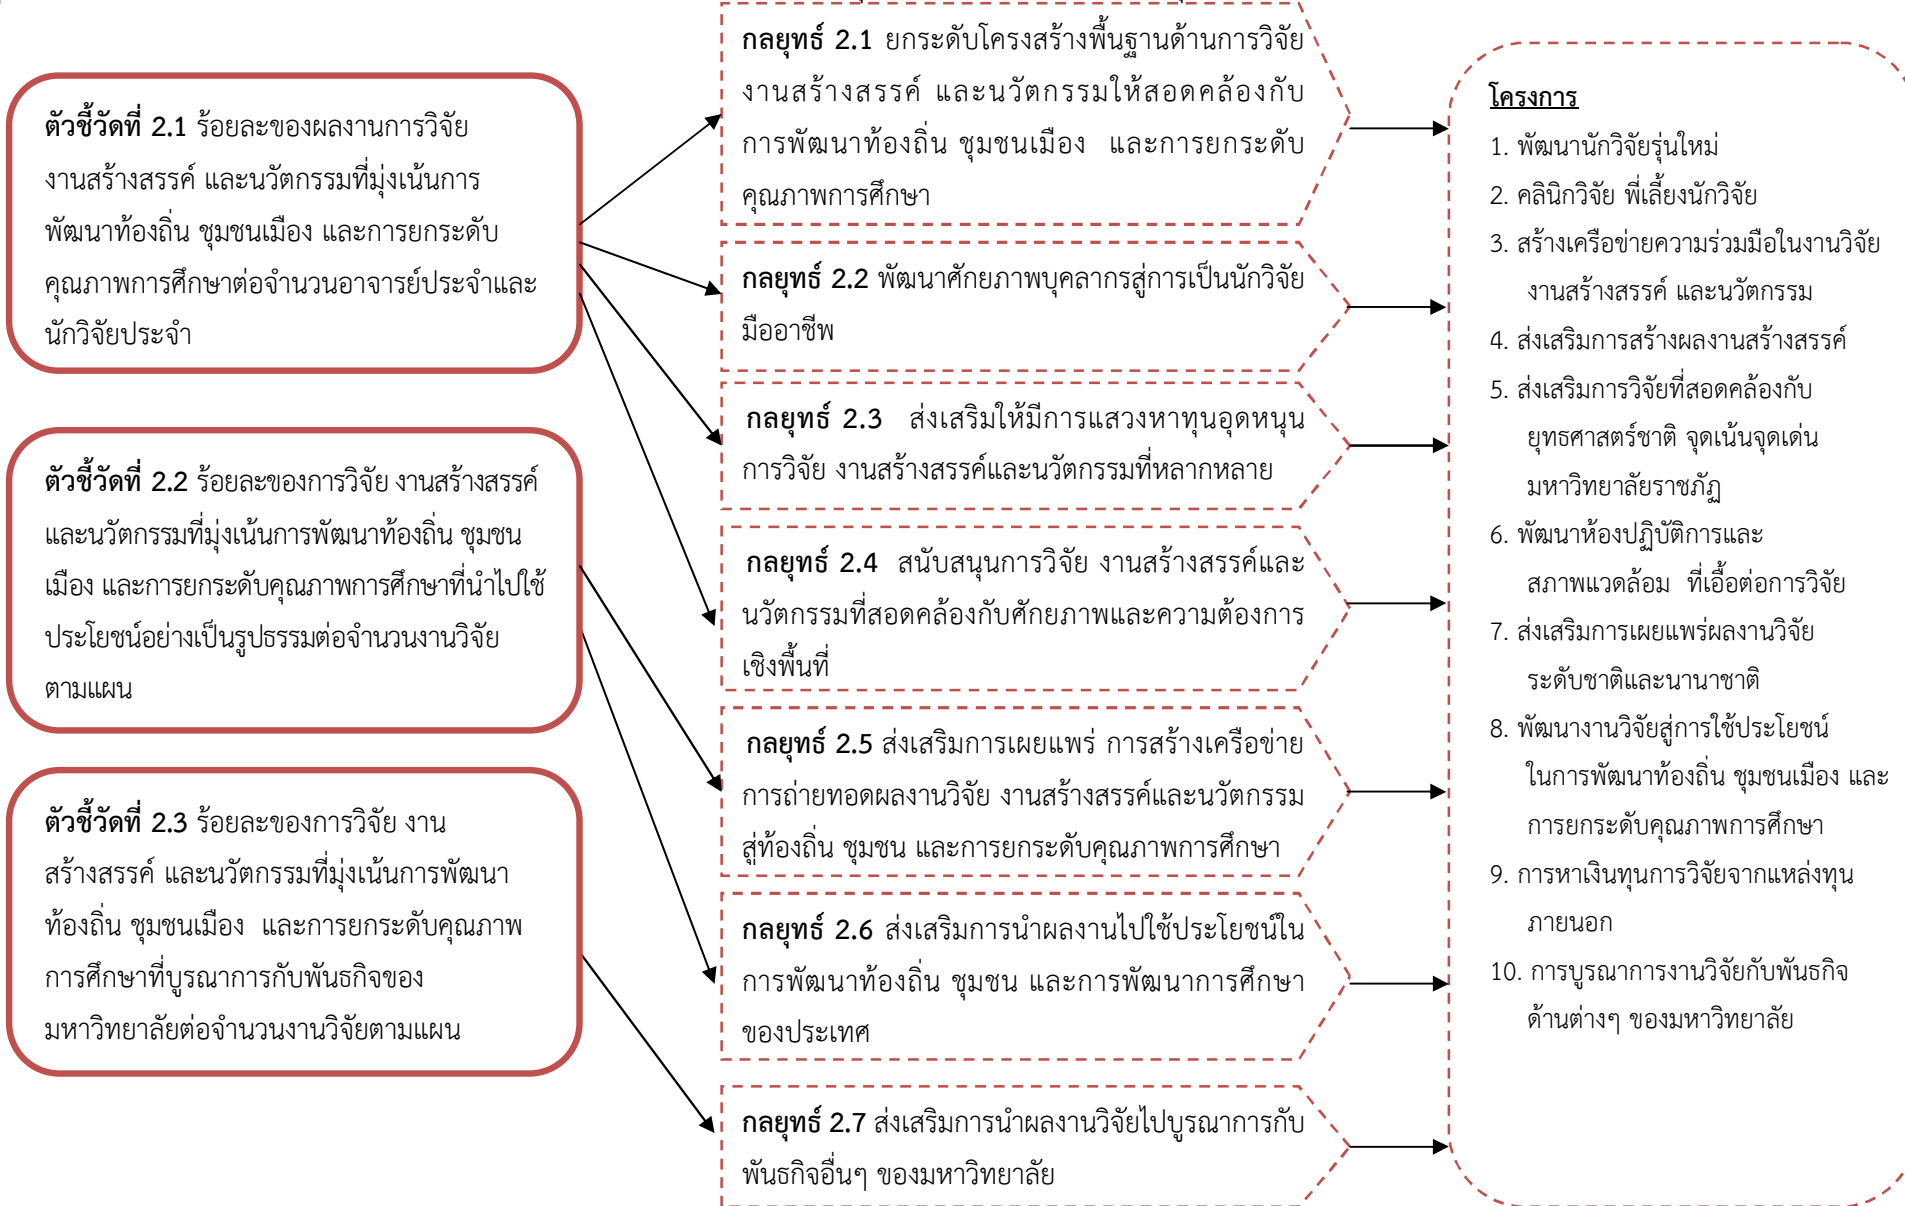 ตัวชี้วัดที่ 2.1 ร้อยละของผลงานการวิจัย
งานสร้างสรรค์ และนวัตกรรมที่มุ่งเน้นการ
พัฒนาท้องถิ่น ชุมชนเมือง และการยกระดับ
คุณภาพการศึกษาต่อจำนวนอาจารย์ประจำและ
นักวิจัยประจำ
ตัวชี้วัดที่ 2.2 ร้อยละของการวิจัย งานสร้างสรรค์
และนวัตกรรมที่มุ่งเน้นการพัฒนาท้องถิ่น ชุมชน
เมือง และการยกระดับคุณภาพการศึกษาที่นำไปใช้
ประโยชน์อย่างเป็นรูปธรรมต่อจำนวนงานวิจัย
ตามแผน
ตัวชี้วัดที่ 2.3 ร้อยละของการวิจัย งาน
สร้างสรรค์ และนวัตกรรมที่มุ่งเน้นการพัฒนา
ท้องถิ่น ชุมชนเมือง และการยกระดับคุณภาพ
การศึกษาที่บูรณาการกับพันธกิจของ
มหาวิทยาลัยต่อจำนวนงานวิจัยตามแผน
กลยุทธ์ 2.1 ยกระดับโครงสร้างพื้นฐานด้านการวิจัย
งานสร้างสรรค์ และนวัตกรรมให้สอดคล้องกับ
การพัฒนาท้องถิ่น ชุมชนเมือง และการยกระดับ
คุณภาพการศึกษา
กลยุทธ์ 2.2 พัฒนาศักยภาพบุคลากรสู่การเป็นนักวิจัย
มืออาชีพ
กลยุทธ์ 2.3 ส่งเสริมให้มีการแสวงหาทุนอุดหนุน
การวิจัย งานสร้างสรรค์และนวัตกรรมที่หลากหลาย
กลยุทธ์ 2.4 สนับสนุนการวิจัย งานสร้างสรรค์และ
นวัตกรรมที่สอดคล้องกับศักยภาพและความต้องการ
เชิงพื้นที่
กลยุทธ์ 2.5 ส่งเสริมการเผยแพร่ การสร้างเครือข่าย
การถ่ายทอดผลงานวิจัย งานสร้างสรรค์และนวัตกรรม
สู่ท้องถิ่น ชุมชน และการยกระดับคุณภาพการศึกษา
กลยุทธ์ 2.6 ส่งเสริมการนำผลงานไปใช้ประโยชน์ใน
การพัฒนาท้องถิ่น ชุมชน และการพัฒนาการศึกษา
ของประเทศ
กลยุทธ์ 2.7 ส่งเสริมการนำผลงานวิจัยไปบูรณาการกับ
พันธกิจอื่นๆ ของมหาวิทยาลัย
โครงการ
1. พัฒนานักวิจัยรุ่นใหม่
2. คลินิกวิจัย พี่เลี้ยงนักวิจัย
3. สร้างเครือข่ายความร่วมมือในงานวิจัย
งานสร้างสรรค์ และนวัตกรรม
4. ส่งเสริมการสร้างผลงานสร้างสรรค์
5. ส่งเสริมการวิจัยที่สอดคล้องกับ
ยุทธศาสตร์ชาติ จุดเน้นจุดเด่น
มหาวิทยาลัยราชภัฏ
6. พัฒนาห้องปฏิบัติการและ
สภาพแวดล้อม ที่เอื้อต่อการวิจัย
7. ส่งเสริมการเผยแพร่ผลงานวิจัย
ระดับชาติและนานาชาติ
8. พัฒนางานวิจัยสู่การใช้ประโยชน์
ในการพัฒนาท้องถิ่น ชุมชนเมือง และ
การยกระดับคุณภาพการศึกษา
9. การหาเงินทุนการวิจัยจากแหล่งทุน
ภายนอก
10. การบูรณาการงานวิจัยกับพันธกิจ
ด้านต่างๆ ของมหาวิทยาลัย